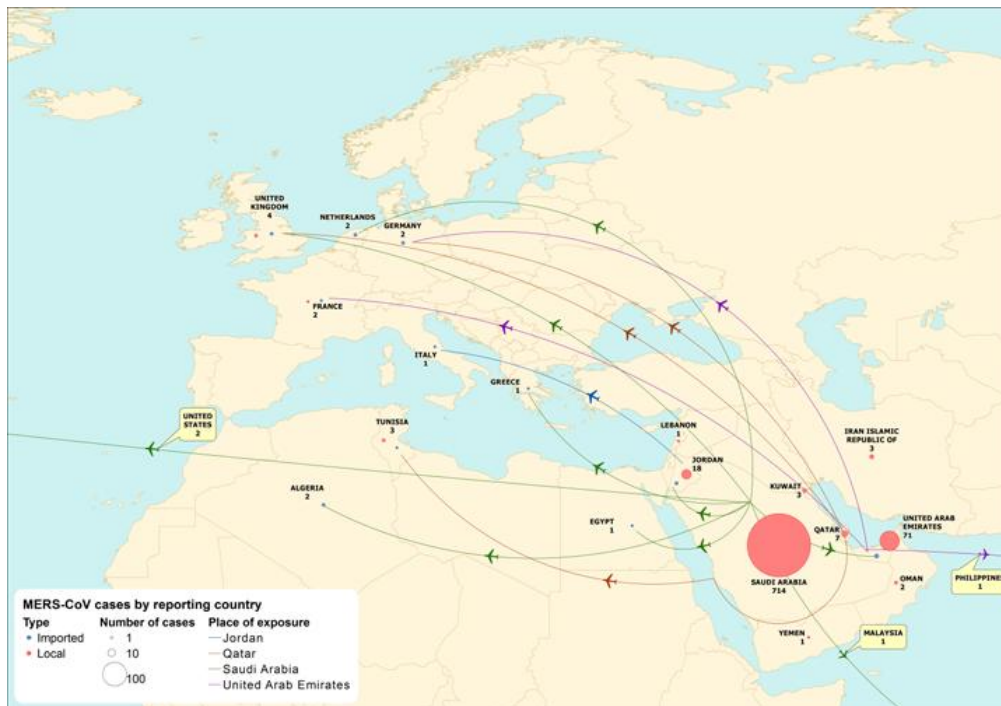 UNITED
KINGDOM
4
NETHERLANDS
2
GERMANY
2
FRANCE
2
ITALY
1
GREECE
1
UNITED
STATES
2
TUNISIA
3
LEBANON
1
IRAN ISLAMIC
REPUBLIC OF
3
JORDAN
18
ALGERIA
2
KUWAIT
3
EGYPT
1
QATAR
7
UNITED ARAB
EMIRATES
71
SAUDI ARABIA
714
OMAN
2
PHILIPPINE
1
YEMEN
1
MALAYSIA
1
MERS-CoV cases by reporting country
Type
Imported
Local
Number of cases
1
10
100
Place of exposure
Jordan
Qatar
Saudi Arabia
United Arab Emirates